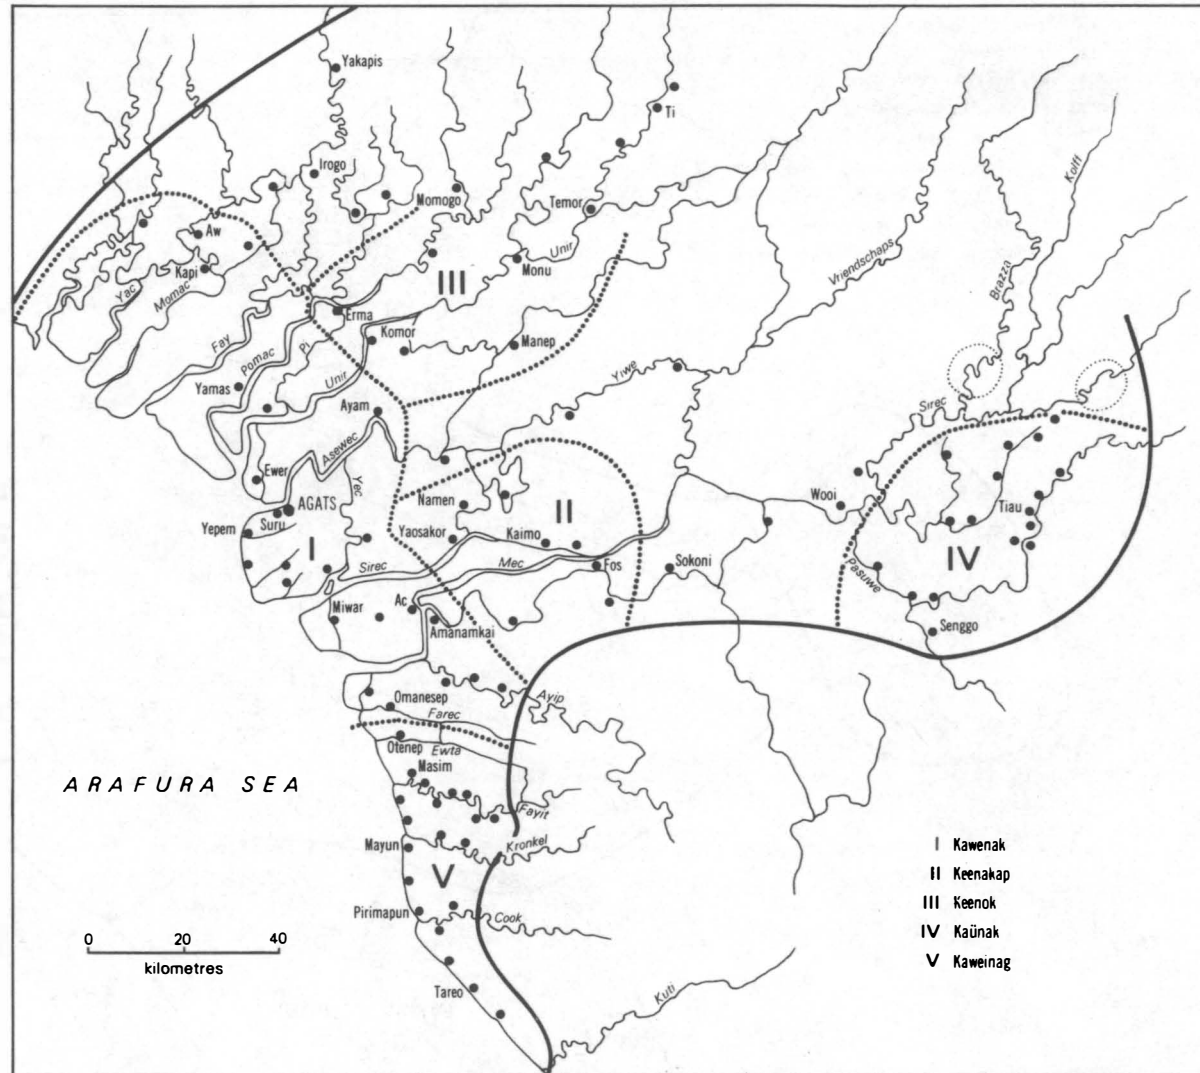 Yakapis
Ti
Irogo
Momogo
Temor
Aw
Kapi
Unir
Monu
Yac
Momac
III
Vriendschaps
Kolff
Brazza
Erma
Fay
Pomac
Pi
Komor
Manep
Yamas
Unir
Yiwe
Ayam
Sirec
Asewec
Ewer
Yec
AGATS
Suru
Namen
II
Wooi
Tiau
Yepem
I
Yaosakor
Kaimo
Sirec
Mec
Fos
Sokoni
Pasuwe
IV
Miwar
Ac
Amanamkai
Senggo
Ayip
Omanesep
Farec
Otenep
Ewta
Masim
ARAFURA SEA
Fayit
Mayun
Kronkel
V
Pirimapun
Cook
Tareo
Kuti
0 20 40
kilometres
I Kawenak
II Keenakap
III Keenok
IV Kaünak
V Kaweinag